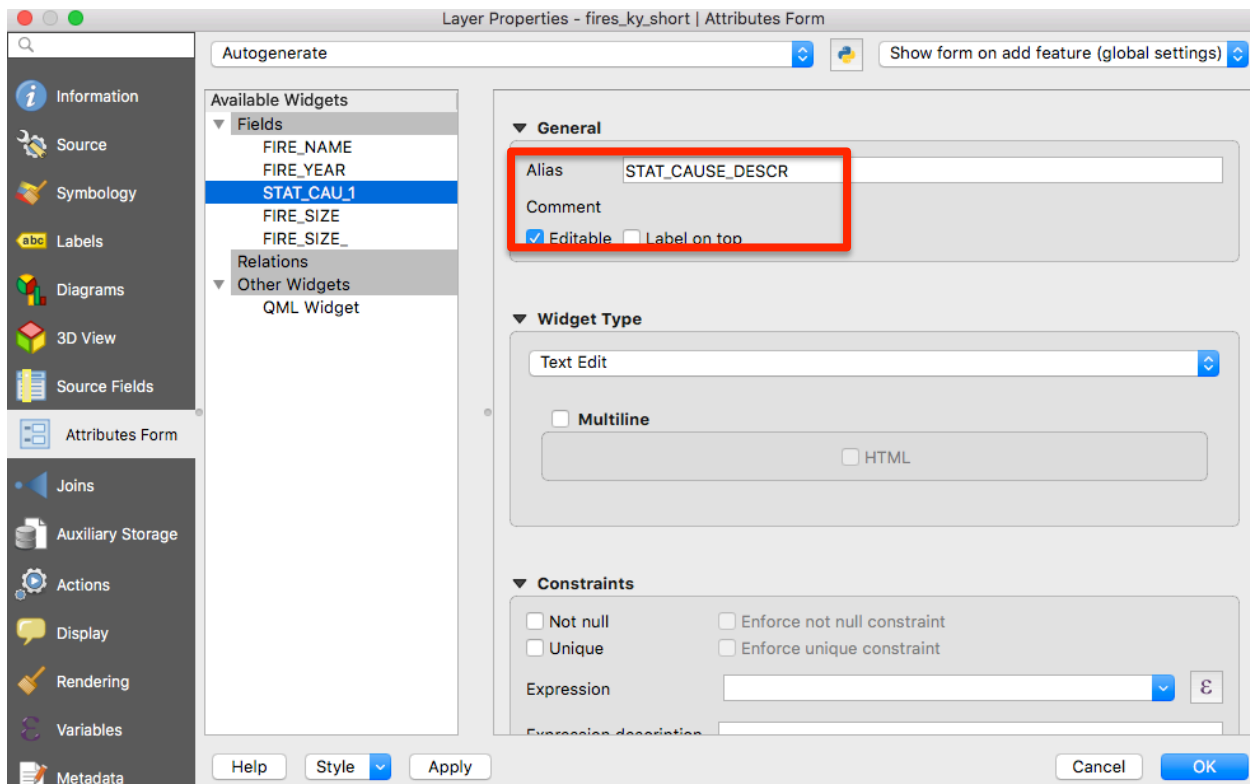 Layer Properties - fires_ky_short | Attributes Form
Autogenerate
Show form on add feature (global settings)
Information
Source
Symbology
abc Labels
Diagrams
3D View
Source Fields
Attributes Form
Joins
Auxiliary Storage
Actions
Display
Rendering
Variables
Metadata
Available Widgets
Fields
FIRE_NAME
FIRE_YEAR
STAT_CAU_1
FIRE_SIZE
FIRE_SIZE_
Relations
Other Widgets
QML Widget
General
Alias STAT_CAUSE_DESCR
Comment
Editable Label on top
Widget Type
Text Edit
Multiline
HTML
Constraints
Not null Enforce not null constraint
Unique Enforce unique constraint
Expression ε
Expression description
Help Style Apply Cancel OK